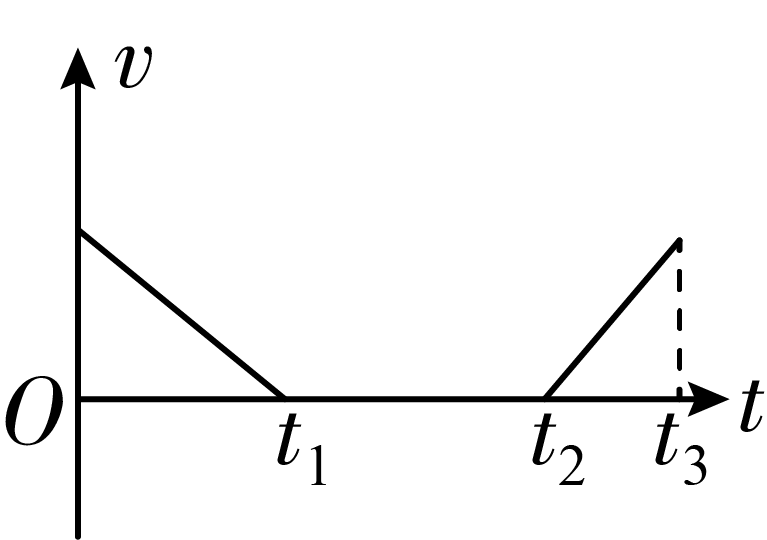 v
O t₁ t₂ t₃ t